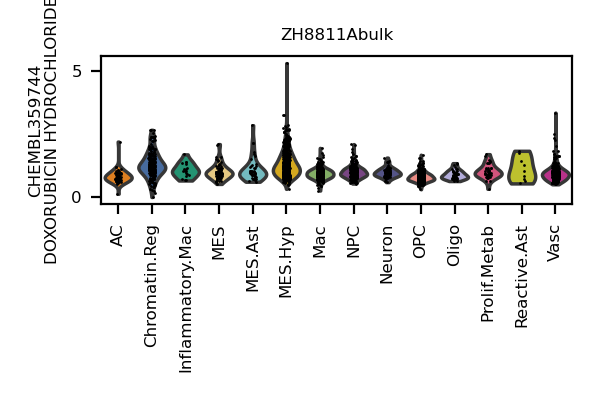 ZH8811Abulk
CHEMBL359744
DOXORUBICIN HYDROCHLORIDE
5
0
AC
Chromatin.Reg
Inflammatory.Mac
MES
MES.Ast
MES.Hyp
Mac
NPC
Neuron
OPC
Oligo
Prolif.Metab
Reactive.Ast
Vasc